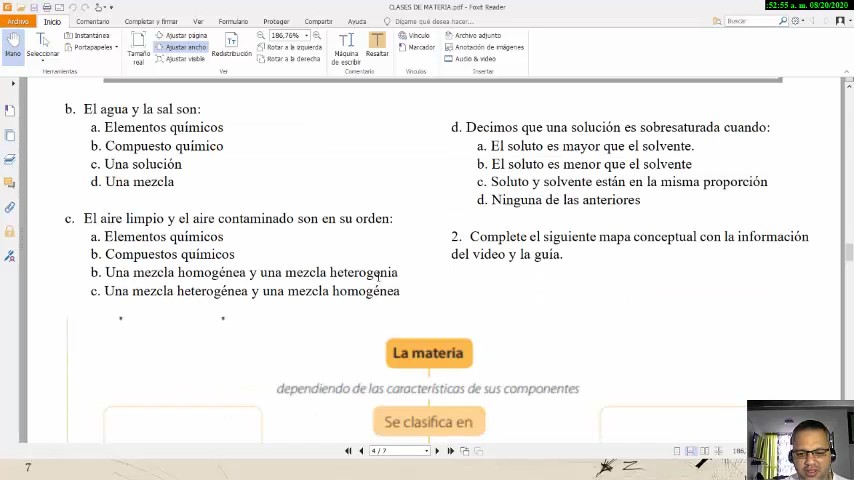 CLASES DE MATERIA.pdf - Foxit Reader
52:55 a. m. 08/20/2020
Archivo
Inicio
Comentario
Completar y firmar
Ver
Formulario
Proteger
Compartir
Ayuda
Dígame qué desea hacer...
Buscar
Mano
Seleccionar
Instantánea
Portapapeles
Tamaño real
Ajustar página
Ajustar ancho
Ajustar visible
Redistribución
186,76%
Rotar a la izquierda
Rotar a la derecha
Máquina de escribir
Resaltar
Vínculo
Marcador
Archivo adjunto
Anotación de imágenes
Audio & vídeo
Herramientas
Ver
Comentario
Vínculos
Insertar
b. El agua y la sal son:
a. Elementos químicos
b. Compuesto químico
c. Una solución
d. Una mezcla
c. El aire limpio y el aire contaminado son en su orden:
a. Elementos químicos
b. Compuestos químicos
b. Una mezcla homogénea y una mezcla heterogenia
c. Una mezcla heterogénea y una mezcla homogénea
d. Decimos que una solución es sobresaturada cuando:
a. El soluto es mayor que el solvente.
b. El soluto es menor que el solvente
c. Soluto y solvente están en la misma proporción
d. Ninguna de las anteriores
2. Complete el siguiente mapa conceptual con la información
del video y la guía.
La materia
dependiendo de las características de sus componentes
Se clasifica en
4 / 7
186,
7